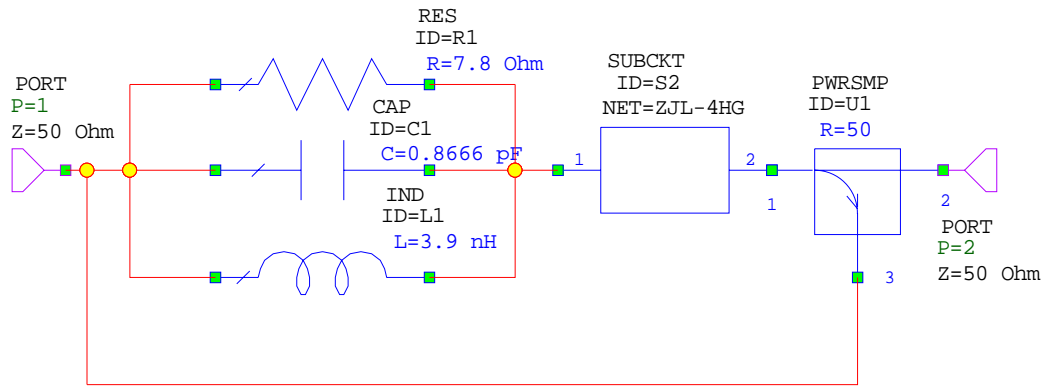 RES
ID=R1
R=7.8 Ohm
PORT
P=1
Z=50 Ohm
CAP
ID=C1
C=0.8666 pF
IND
ID=L1
L=3.9 nH
SUBCKT
ID=S2
NET=ZJL-4HG
1
2
PWRSMP
ID=U1
R=50
1
2
3
PORT
P=2
Z=50 Ohm